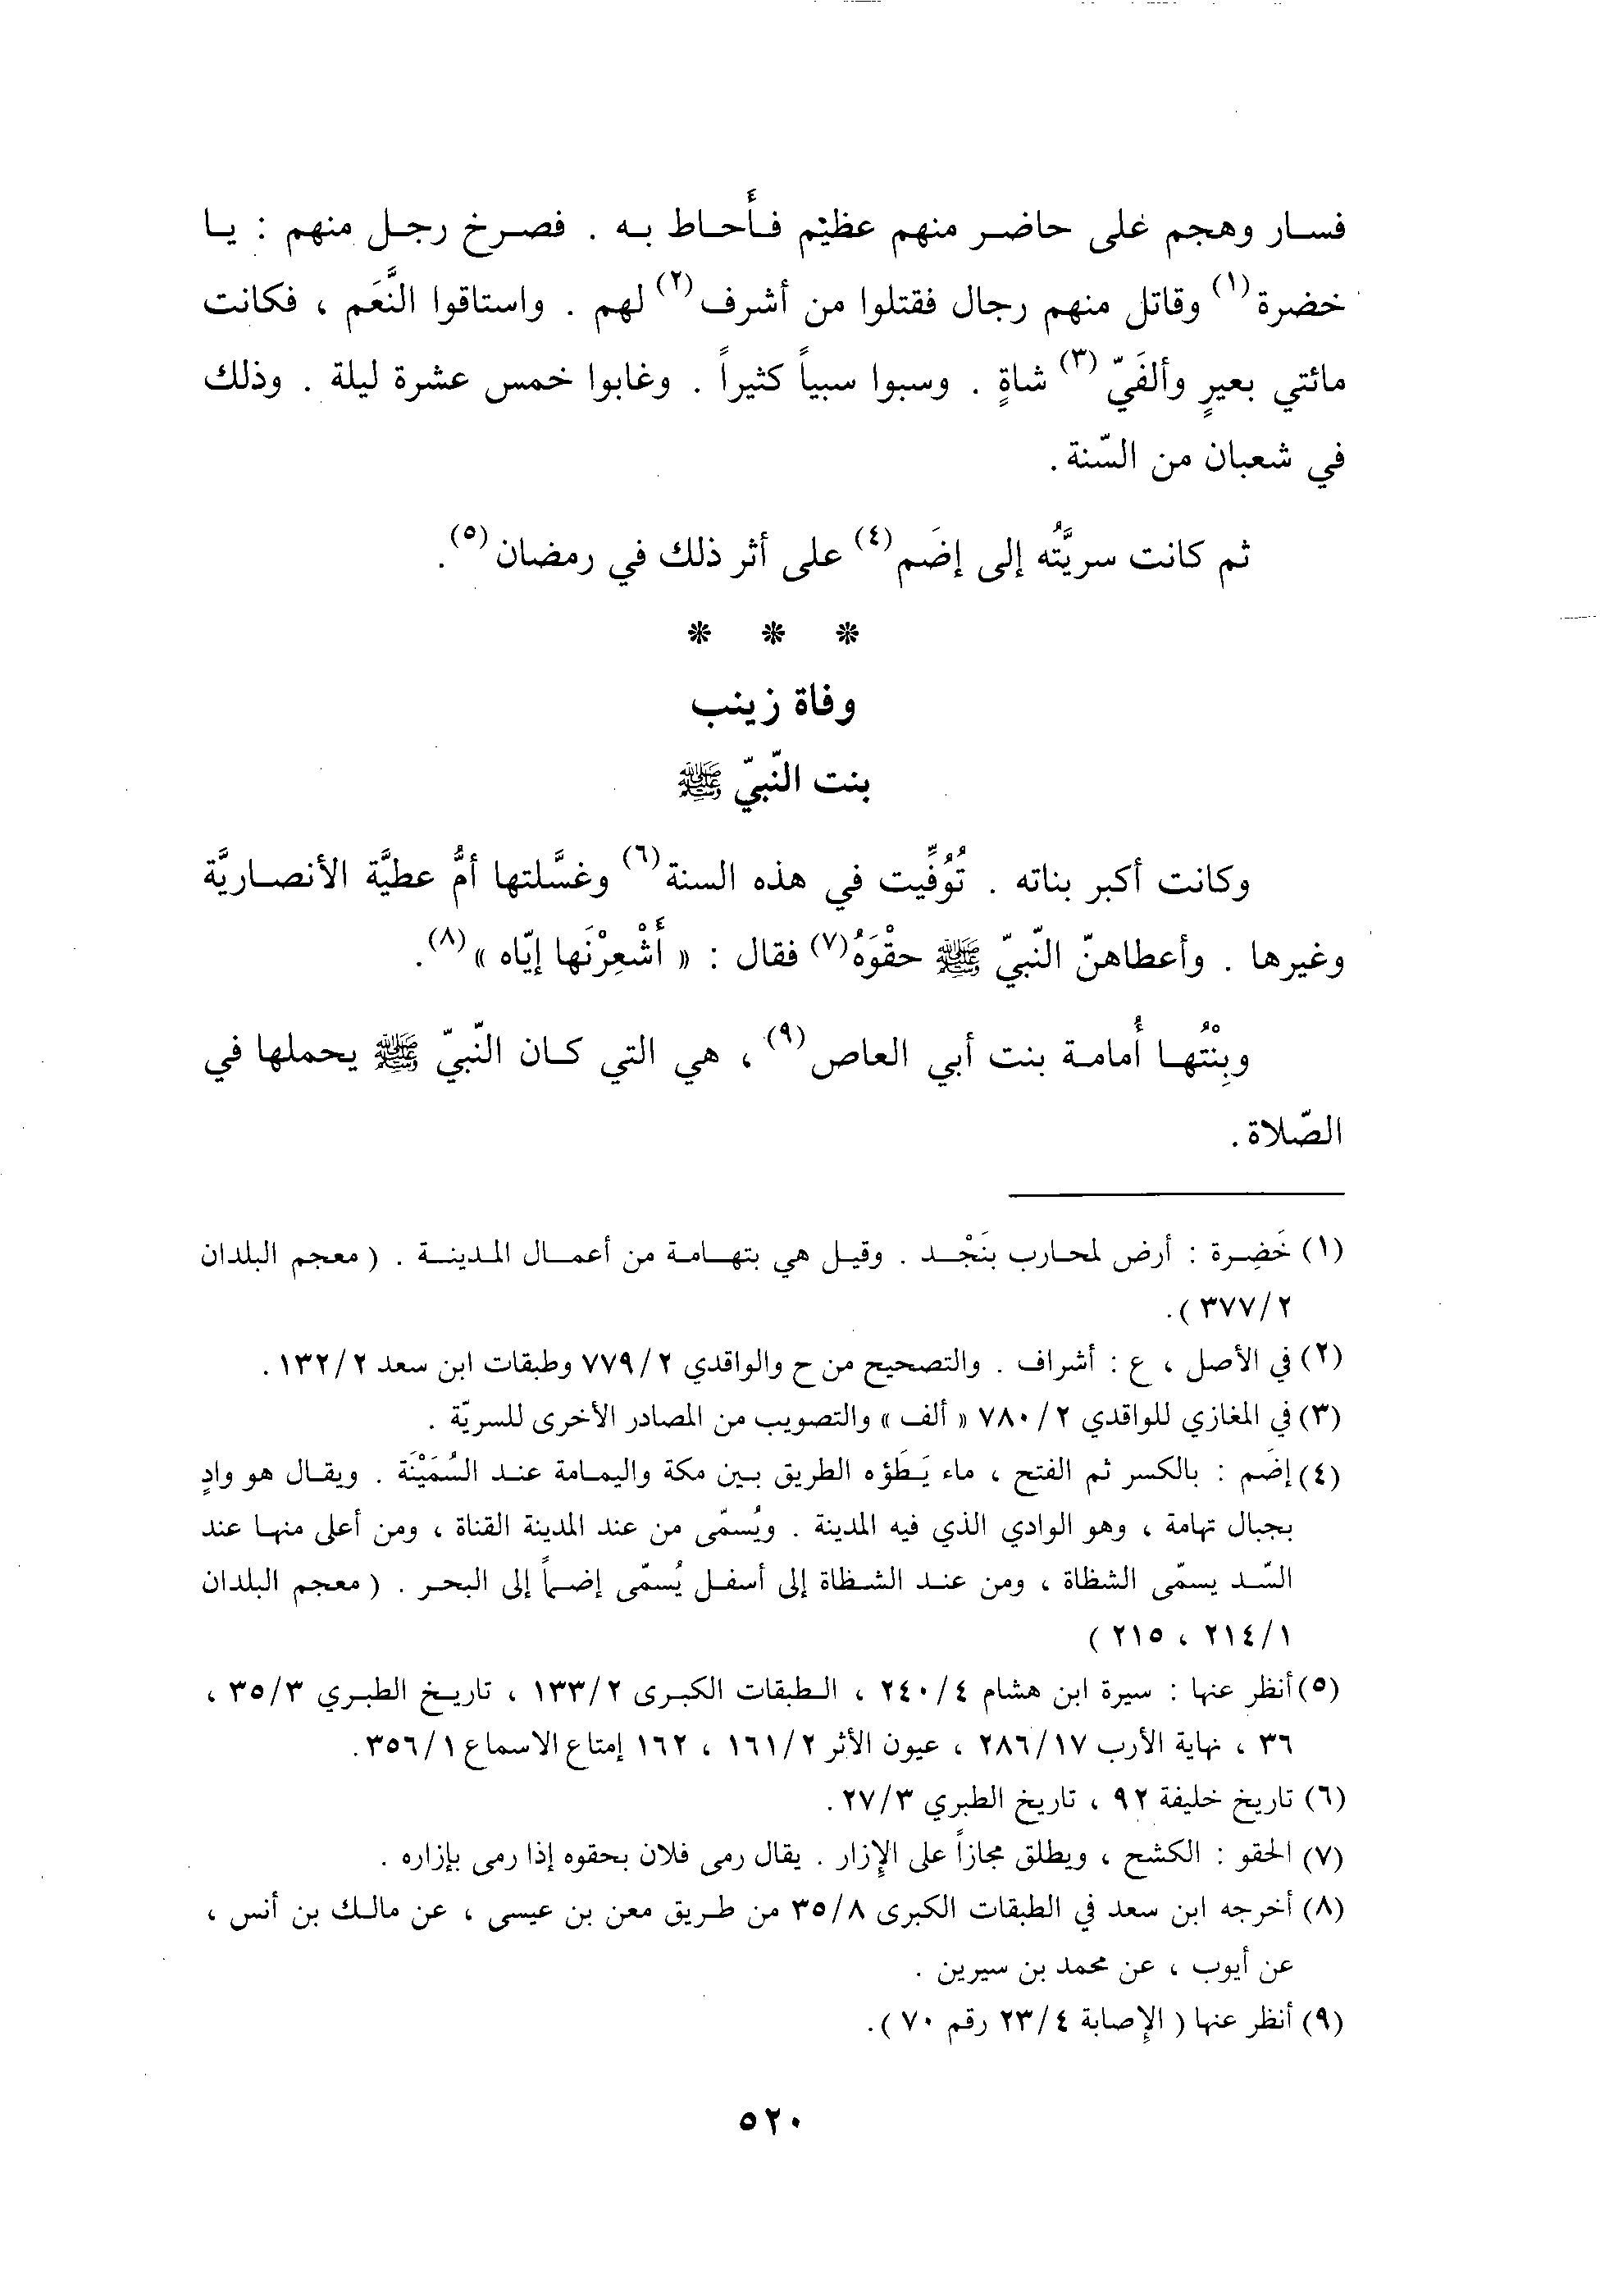 فسار وهجم على حاضر منهم عظيم فأحاط به . فصرخ رجل منهم : يا
خضرة(١) وقاتل منهم رجال فقتلوا من أشرف(٢) لهم . واستاقوا النَّعَم ، فكانت
مائتي بعيرٍ وألفَيّ(٣) شاةٍ . وسبوا سبياً كثيراً . وغابوا خمس عشرة ليلة . وذلك
في شعبان من السّنة .
ثم كانت سريَّتُه إلى إضَم(٤) على أثر ذلك في رمضان(٥) .
* * *
وفاة زينب
بنت النّبيّ ﷺ
وكانت أكبر بناته . تُوُفِّيت في هذه السنة(٦) وغسَّلتها أمُّ عطيَّة الأنصاريَّة
وغيرها . وأعطاهنّ النّبيّ ﷺ حقْوَهُ(٧) فقال : « أَشْعِرْنَها إيّاه »(٨) .
وبِنْتُها أُمامة بنت أبي العاص(٩) ، هي التي كان النّبيّ ﷺ يحملها في
الصّلاة .
(١) خَضِرة : أرض لمحارب بنَجْد . وقيل هي بتهامة من أعمال المدينة . ( معجم البلدان
٣٧٧/٢ ) .
(٢) في الأصل ، ع : أشراف . والتصحيح من ح والواقدي ٧٧٩/٢ وطبقات ابن سعد ١٣٢/٢ .
(٣) في المغازي للواقدي ٧٨٠/٢ « ألف » والتصويب من المصادر الأخرى للسريّة .
(٤) إضَم : بالكسر ثم الفتح ، ماء يَطَؤه الطريق بين مكة واليمامة عند السُمَيْنَة . ويقال هو وادٍ
بجبال تهامة ، وهو الوادي الذي فيه المدينة . ويُسمّى من عند المدينة القناة ، ومن أعلى منها عند
السّد يسمّى الشظاة ، ومن عند الشظاة إلى أسفل يُسمّى إضماً إلى البحر . ( معجم البلدان
٢١٤/١ ، ٢١٥ )
(٥) أنظر عنها : سيرة ابن هشام ٢٤٠/٤ ، الطبقات الكبرى ١٣٣/٢ ، تاريخ الطبري ٣٥/٣ ،
٣٦ ، نهاية الأرب ٢٨٦/١٧ ، عيون الأثر ١٦١/٢ ، ١٦٢ إمتاع الاسماع ٣٥٦/١ .
(٦) تاريخ خليفة ٩٢ ، تاريخ الطبري ٢٧/٣ .
(٧) الحقو : الكشح ، ويطلق مجازاً على الإزار . يقال رمى فلان بحقوه إذا رمى بإزاره .
(٨) أخرجه ابن سعد في الطبقات الكبرى ٣٥/٨ من طريق معن بن عيسى ، عن مالك بن أنس ،
عن أيوب ، عن محمد بن سيرين .
(٩) أنظر عنها ( الإصابة ٢٣/٤ رقم ٧٠ ) .
٥٢٠